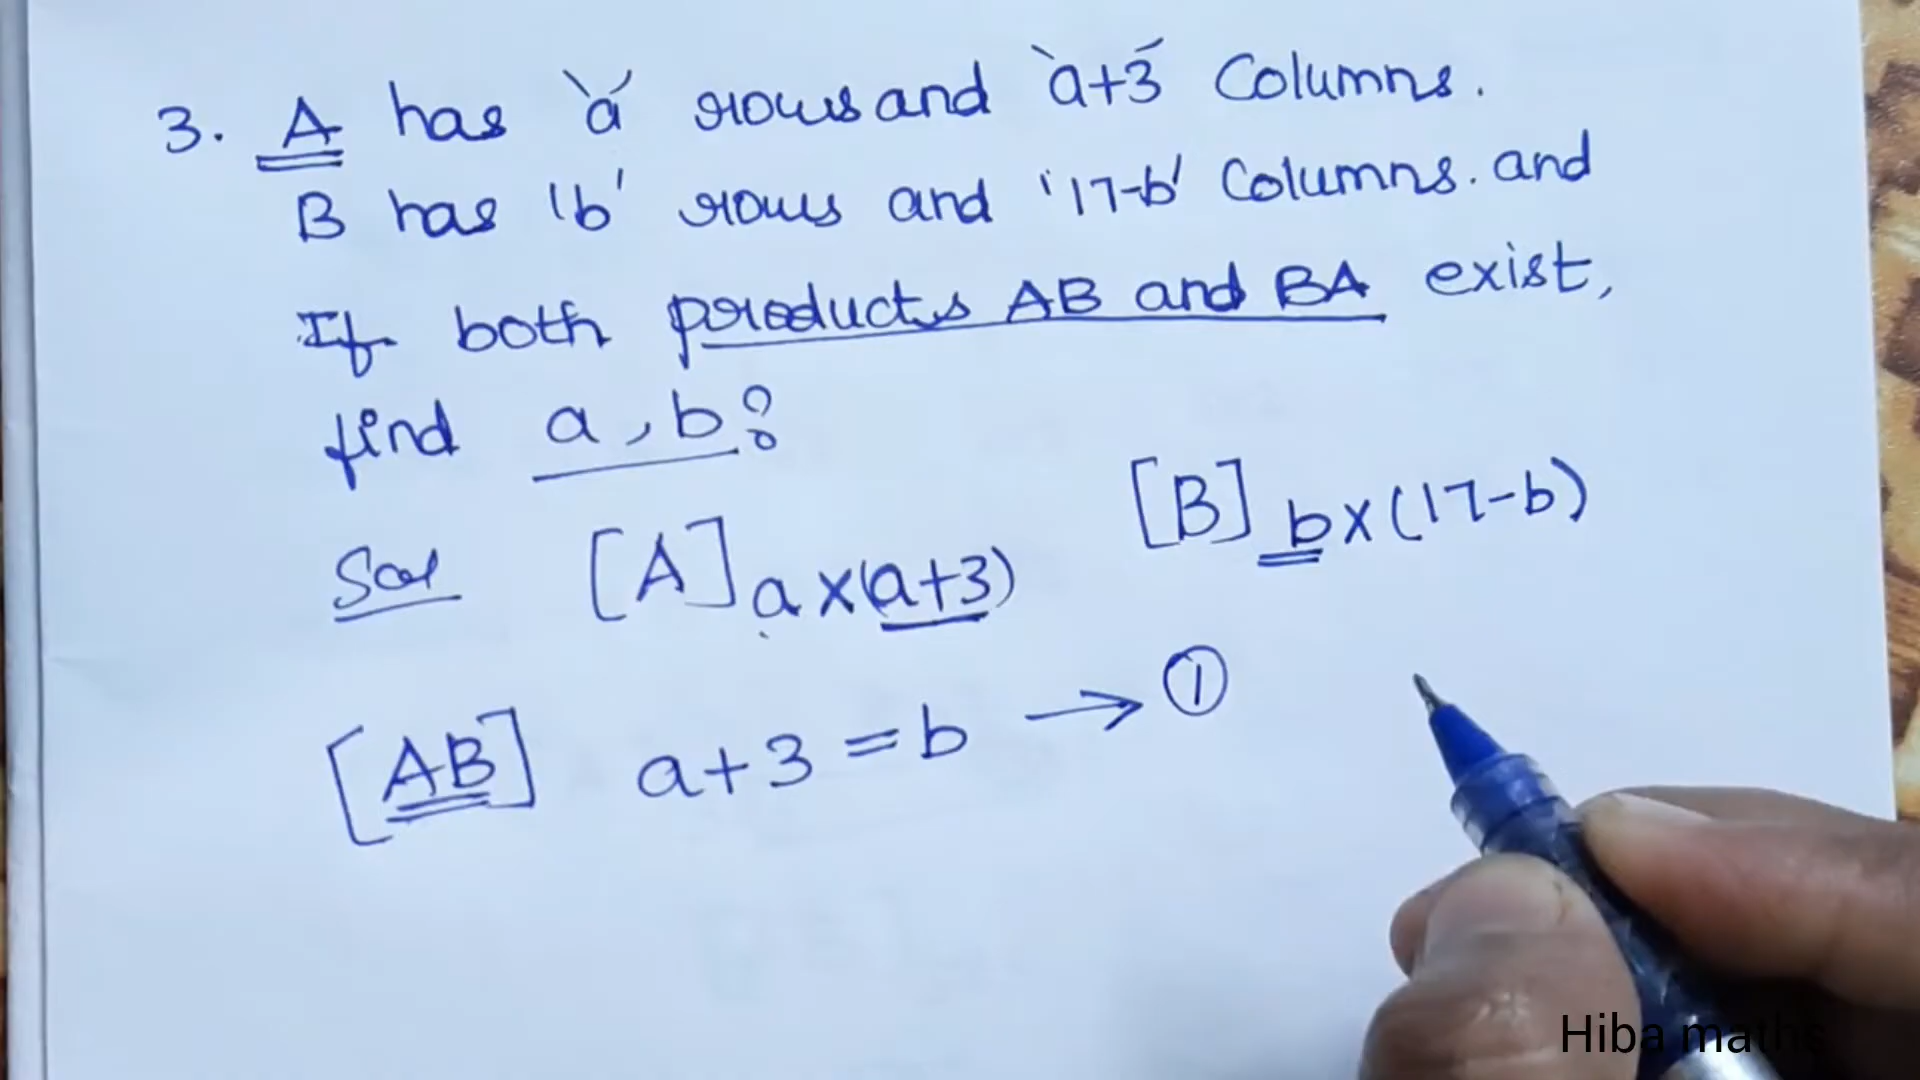 3. A has 'a' rows and 'a+3' Columns.
B has 'b' rows and '17-b' Columns. and
If both products AB and BA exist,
find a, b?
Sol [A] a×(a+3) [B] b×(17-b)
[AB] a+3 = b → ①
Hiba maths